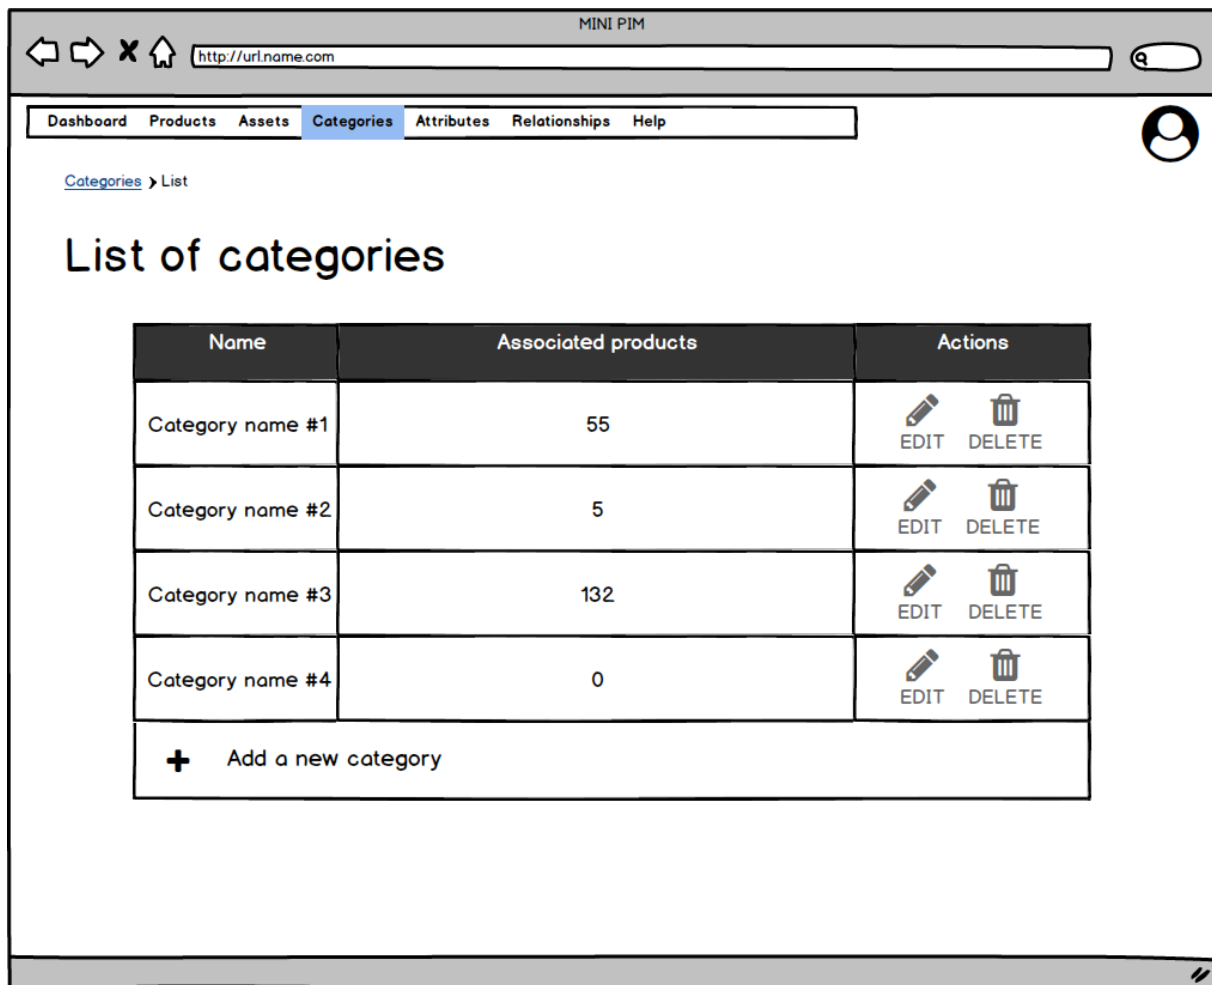 MINI PIM
http://url.name.com
Dashboard Products Assets Categories Attributes Relationships Help
Categories > List
List of categories
Name Associated products Actions
Category name #1 55 EDIT DELETE
Category name #2 5 EDIT DELETE
Category name #3 132 EDIT DELETE
Category name #4 0 EDIT DELETE
+ Add a new category